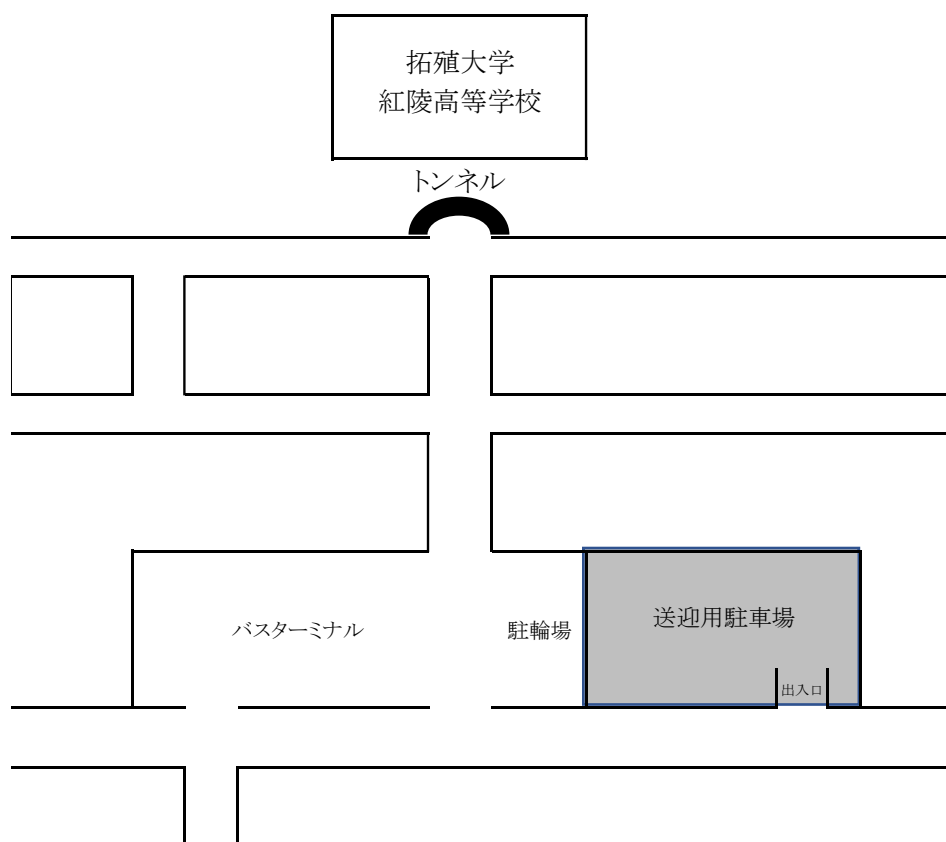 拓殖大学
紅陵高等学校
トンネル
バスターミナル
駐輪場
送迎用駐車場
出入口